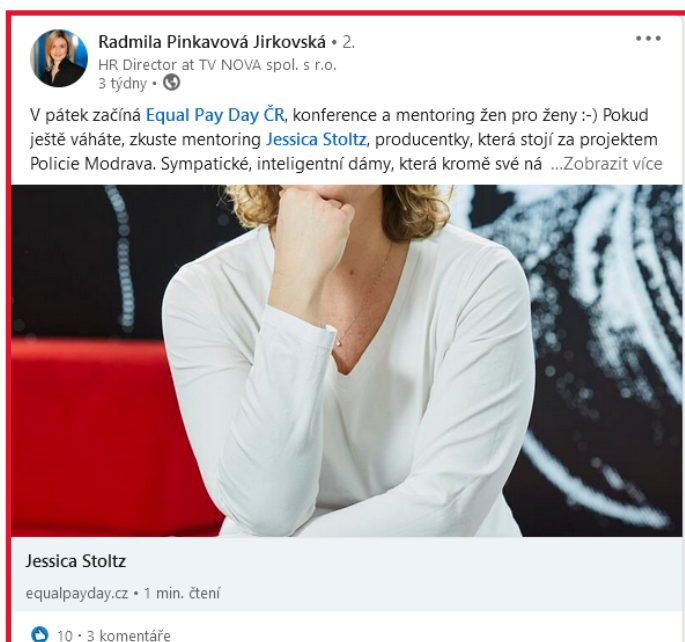 Radmila Pinkavová Jirkovská • 2.
HR Director at TV NOVA spol. s r.o.
3 týdny •
V pátek začíná Equal Pay Day ČR, konference a mentoring žen pro ženy :-) Pokud
ještě váháte, zkuste mentoring Jessica Stoltz, producentky, která stojí za projektem
Policie Modrava. Sympatické, inteligentní dámy, která kromě své ná ...Zobrazit více
Jessica Stoltz
equalpayday.cz • 1 min. čtení
10 · 3 komentáře